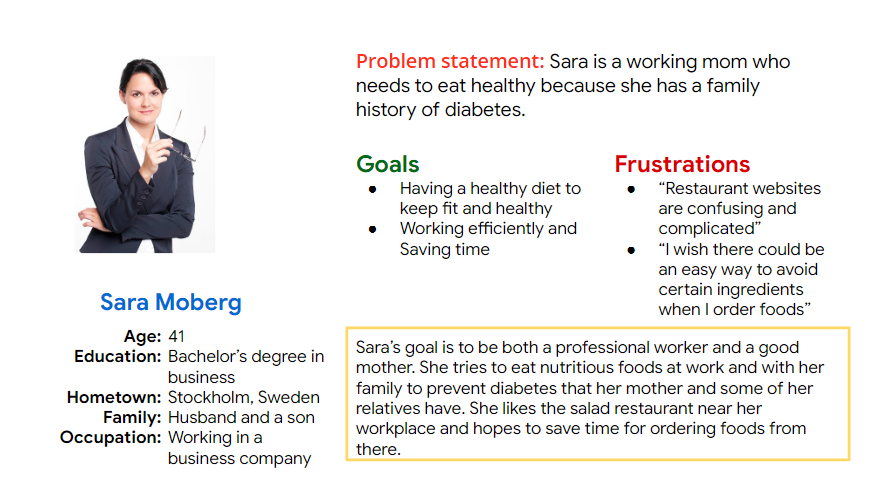 Problem statement: Sara is a working mom who
needs to eat healthy because she has a family
history of diabetes.
Goals
● Having a healthy diet to
keep fit and healthy
● Working efficiently and
Saving time
Frustrations
● “Restaurant websites
are confusing and
complicated”
● “I wish there could be
an easy way to avoid
certain ingredients
when I order foods”
Sara Moberg
Age: 41
Education: Bachelor’s degree in
business
Hometown: Stockholm, Sweden
Family: Husband and a son
Occupation: Working in a
business company
Sara’s goal is to be both a professional worker and a good
mother. She tries to eat nutritious foods at work and with her
family to prevent diabetes that her mother and some of her
relatives have. She likes the salad restaurant near her
workplace and hopes to save time for ordering foods from
there.